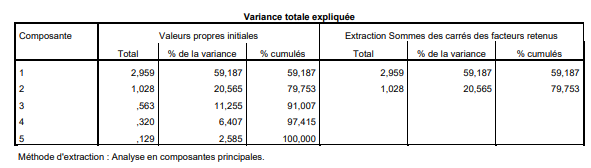 Variance totale expliquée
Composante Valeurs propres initiales Extraction Sommes des carrés des facteurs retenus
Total % de la variance % cumulés Total % de la variance % cumulés
1 2,959 59,187 59,187 2,959 59,187 59,187
2 1,028 20,565 79,753 1,028 20,565 79,753
3 ,563 11,255 91,007
4 ,320 6,407 97,415
5 ,129 2,585 100,000
Méthode d'extraction : Analyse en composantes principales.